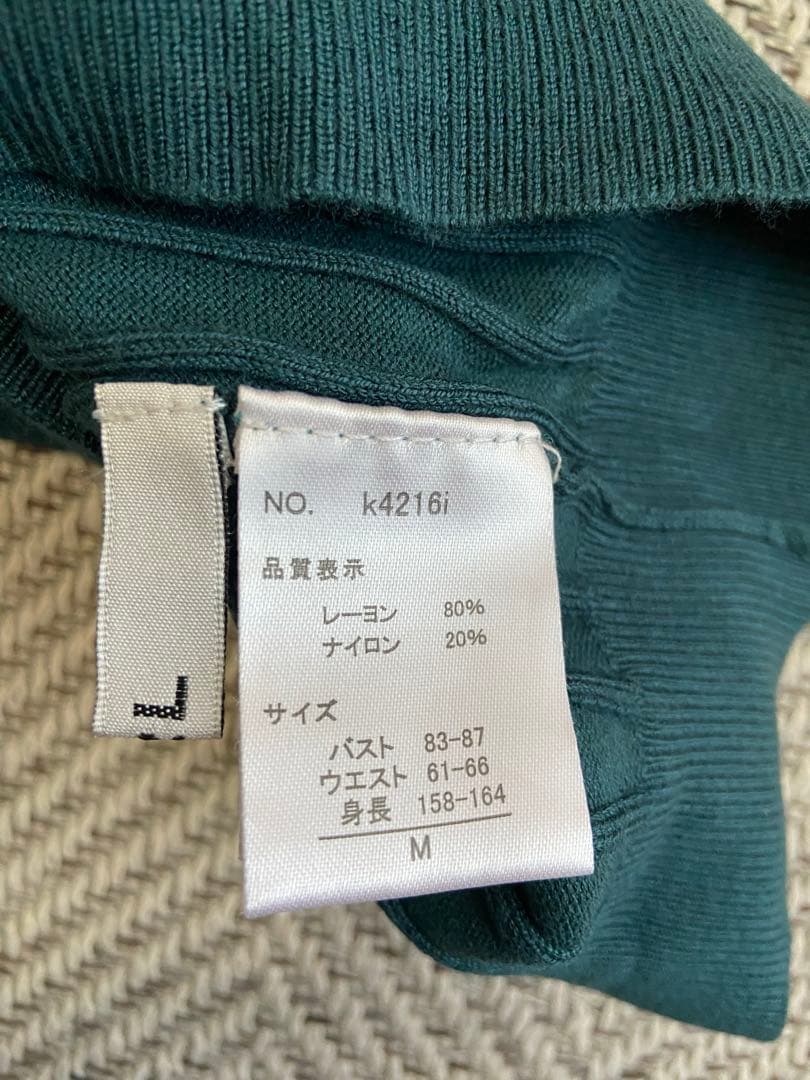 NO. k4216i
品質表示
レーヨン 80%
ナイロン 20%
サイズ
バスト 83-87
ウエスト 61-66
身長 158-164
M